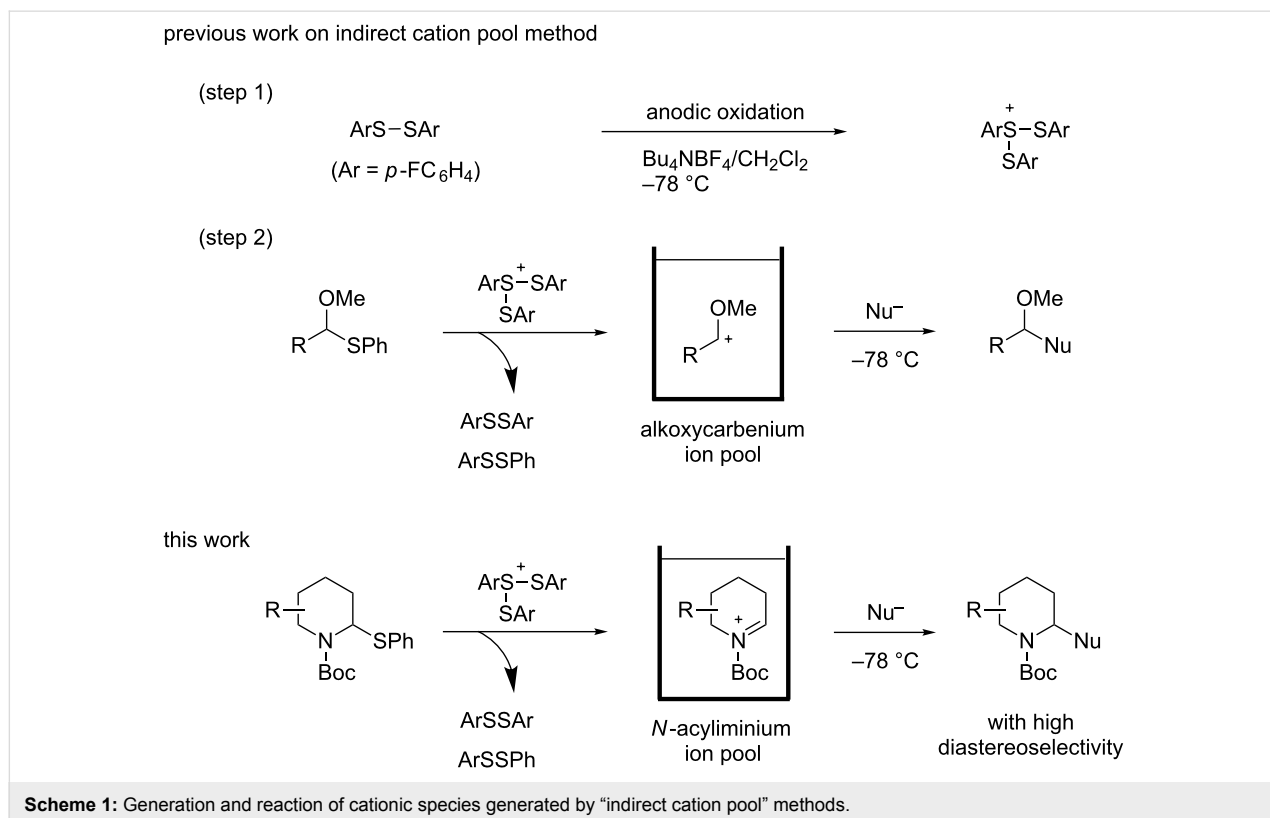 previous work on indirect cation pool method
(step 1)
ArS–SAr
(Ar = p-FC6H4)
anodic oxidation
Bu4NBF4/CH2Cl2
–78 °C
+
ArS–SAr
SAr
(step 2)
OMe
R
SPh
+
ArS–SAr
SAr
ArSSAr
ArSSPh
OMe
R
+
alkoxycarbenium
ion pool
Nu–
–78 °C
OMe
R
Nu
this work
R
N
SPh
Boc
+
ArS–SAr
SAr
ArSSAr
ArSSPh
R
+
N
Boc
N-acyliminium
ion pool
Nu–
–78 °C
R
N
Nu
Boc
with high
diastereoselectivity
Scheme 1: Generation and reaction of cationic species generated by “indirect cation pool” methods.